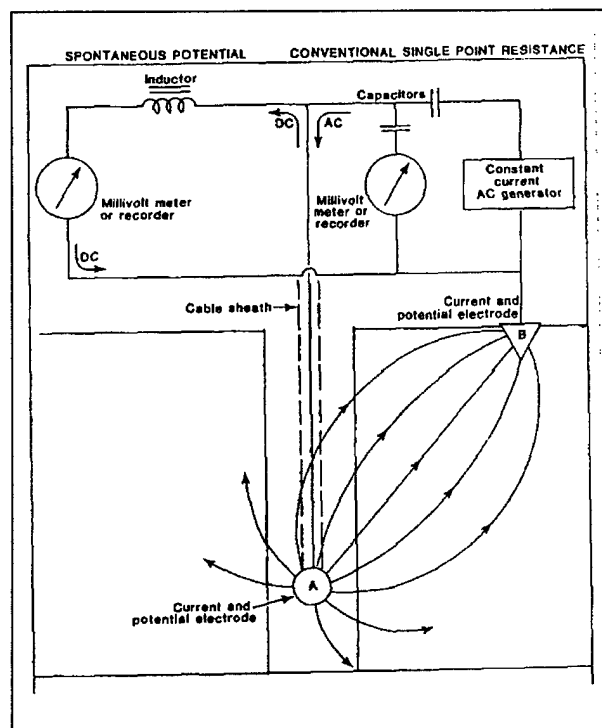 SPONTANEOUS POTENTIAL
CONVENTIONAL SINGLE POINT RESISTANCE
Inductor
Capacitors
DC
AC
Millivolt meter
or recorder
Millivolt
meter or
recorder
Constant
current
AC generator
DC
Cable sheath
Current and
potential electrode
B
A
Current and
potential electrode